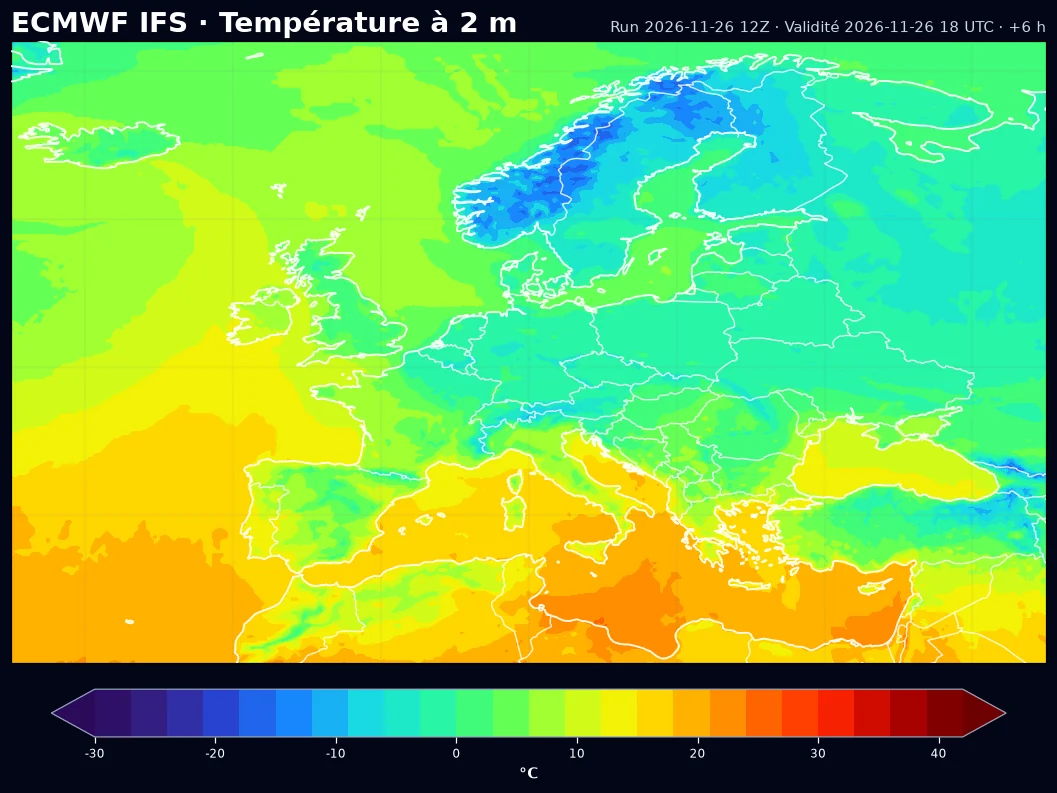 ECMWF IFS · Température à 2 m
Run 2026-11-26 12Z · Validité 2026-11-26 18 UTC · +6 h
-30 -20 -10 0 10 20 30 40
°C